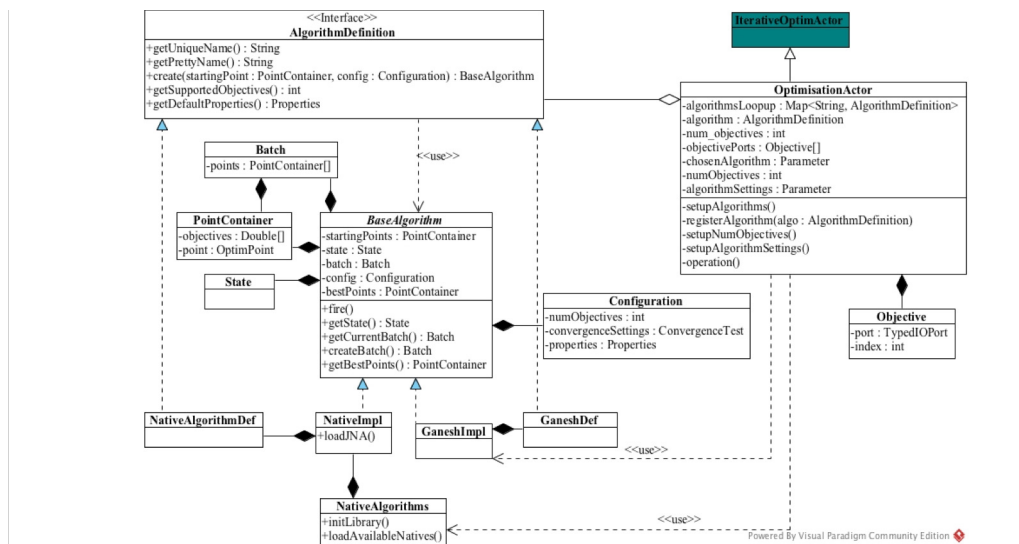 <<Interface>>
AlgorithmDefinition
+getUniqueName() : String
+getPrettyName() : String
+create(startingPoint : PointContainer, config : Configuration) : BaseAlgorithm
+getSupportedObjectives() : int
+getDefaultProperties() : Properties
IterativeOptimActor
OptimisationActor
-algorithmsLoopup : Map<String, AlgorithmDefinition>
-algorithm : AlgorithmDefinition
-num_objectives : int
-objectivePorts : Objective[]
-chosenAlgorithm : Parameter
-numObjectives : int
-algorithmSettings : Parameter
-setupAlgorithms()
-registerAlgorithm(algo : AlgorithmDefinition)
-setupNumObjectives()
-setupAlgorithmSettings()
-operation()
Batch
-points : PointContainer[]
<<use>>
PointContainer
-objectives : Double[]
-point : OptimPoint
BaseAlgorithm
-startingPoints : PointContainer
-state : State
-batch : Batch
-config : Configuration
-bestPoints : PointContainer
+fire()
+getState() : State
+getCurrentBatch() : Batch
+createBatch() : Batch
+getBestPoints() : PointContainer
State
Configuration
-numObjectives : int
-convergenceSettings : ConvergenceTest
-properties : Properties
Objective
-port : TypedIOPort
-index : int
NativeAlgorithmDef
NativeImpl
+loadJNA()
GaneshImpl
GaneshDef
<<use>>
NativeAlgorithms
+initLibrary()
+loadAvailableNatives()
<<use>>
Powered By Visual Paradigm Community Edition